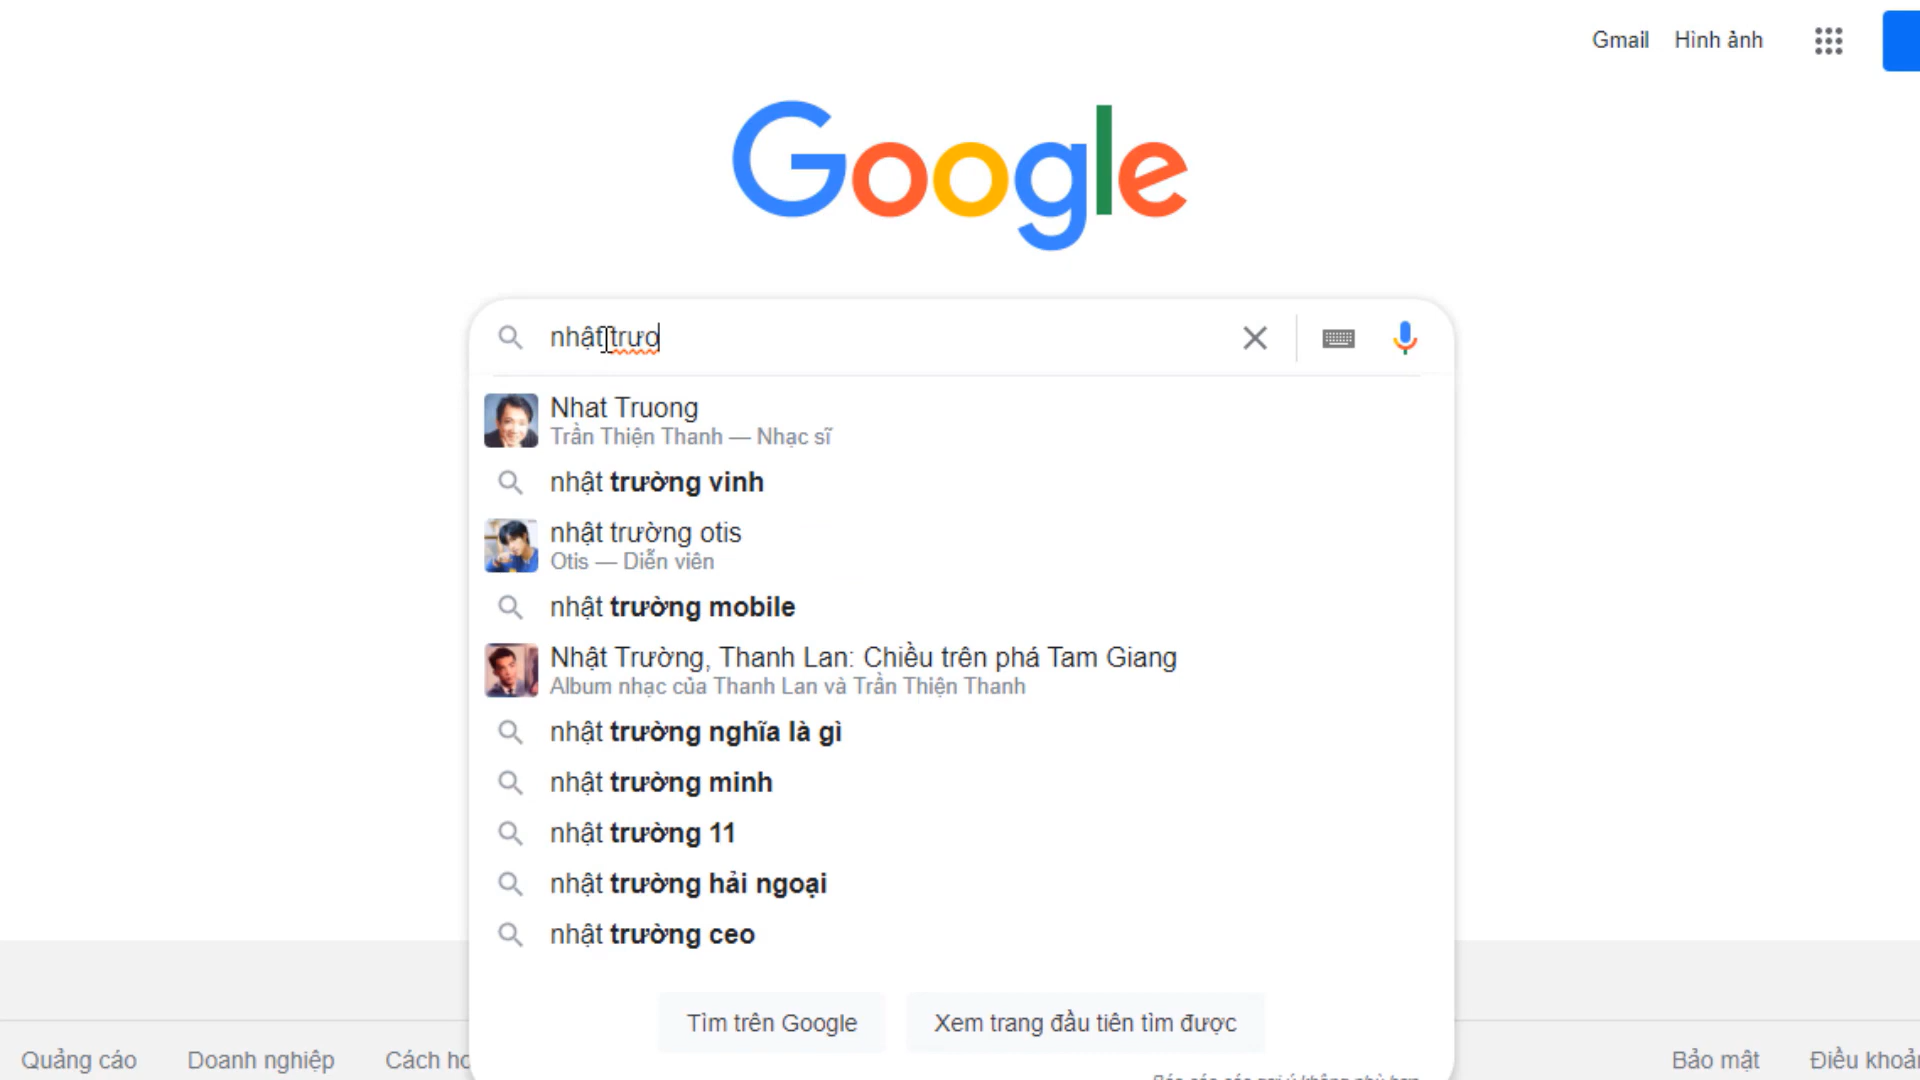 Gmail Hình ảnh
Google
nhật trươ
Nhat Truong
Trần Thiện Thanh — Nhạc sĩ
nhật trường vinh
nhật trường otis
Otis — Diễn viên
nhật trường mobile
Nhật Trường, Thanh Lan: Chiều trên phá Tam Giang
Album nhạc của Thanh Lan và Trần Thiện Thanh
nhật trường nghĩa là gì
nhật trường minh
nhật trường 11
nhật trường hải ngoại
nhật trường ceo
Tìm trên Google Xem trang đầu tiên tìm được
Quảng cáo Doanh nghiệp Cách Bảo mật Điều